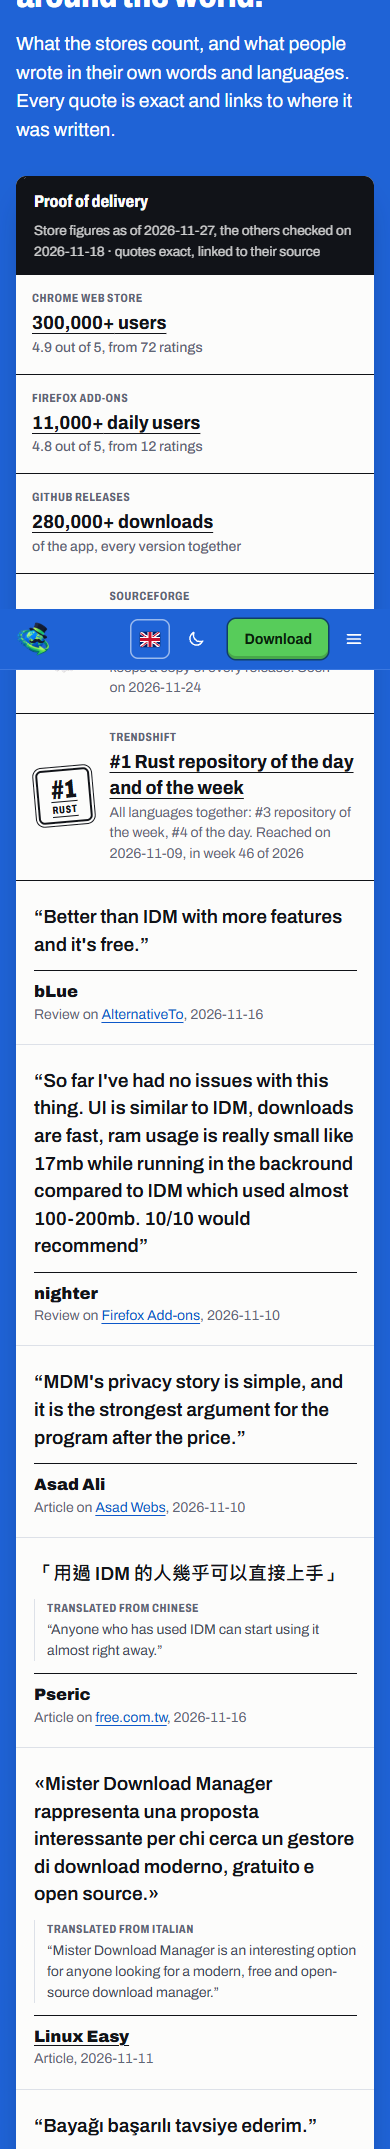 around the world.
What the stores count, and what people
wrote in their own words and languages.
Every quote is exact and links to where it
was written.
Proof of delivery
Store figures as of 2026-11-27, the others checked on
2026-11-18 · quotes exact, linked to their source
CHROME WEB STORE
300,000+ users
4.9 out of 5, from 72 ratings
FIREFOX ADD-ONS
11,000+ daily users
4.8 out of 5, from 12 ratings
GITHUB RELEASES
280,000+ downloads
of the app, every version together
SOURCEFORGE
Download
keeps a copy of every release. Seen
on 2026-11-24
TRENDSHIFT
#1 Rust repository of the day
and of the week
#1
RUST
All languages together: #3 repository of
the week, #4 of the day. Reached on
2026-11-09, in week 46 of 2026
“Better than IDM with more features
and it's free.”
bLue
Review on AlternativeTo, 2026-11-16
“So far I've had no issues with this
thing. UI is similar to IDM, downloads
are fast, ram usage is really small like
17mb while running in the backround
compared to IDM which used almost
100-200mb. 10/10 would
recommend”
nighter
Review on Firefox Add-ons, 2026-11-10
“MDM's privacy story is simple, and
it is the strongest argument for the
program after the price.”
Asad Ali
Article on Asad Webs, 2026-11-10
「用過 IDM 的人幾乎可以直接上手」
TRANSLATED FROM CHINESE
“Anyone who has used IDM can start using it
almost right away.”
Pseric
Article on free.com.tw, 2026-11-16
«Mister Download Manager
rappresenta una proposta
interessante per chi cerca un gestore
di download moderno, gratuito e
open source.»
TRANSLATED FROM ITALIAN
“Mister Download Manager is an interesting option
for anyone looking for a modern, free and open-
source download manager.”
Linux Easy
Article, 2026-11-11
“Bayağı başarılı tavsiye ederim.”